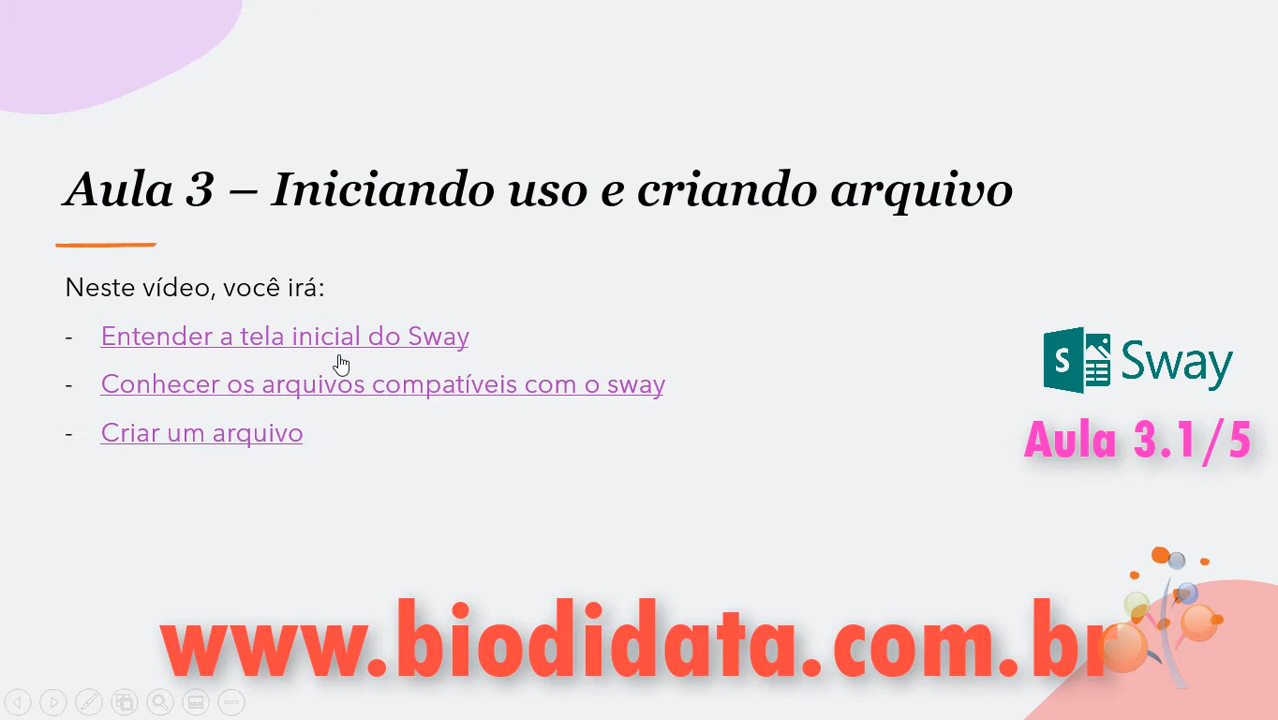 Aula 3 – Iniciando uso e criando arquivo
Neste vídeo, você irá:
- Entender a tela inicial do Sway
- Conhecer os arquivos compatíveis com o sway
- Criar um arquivo
S Sway
Aula 3.1/5
www.biodidata.com.br